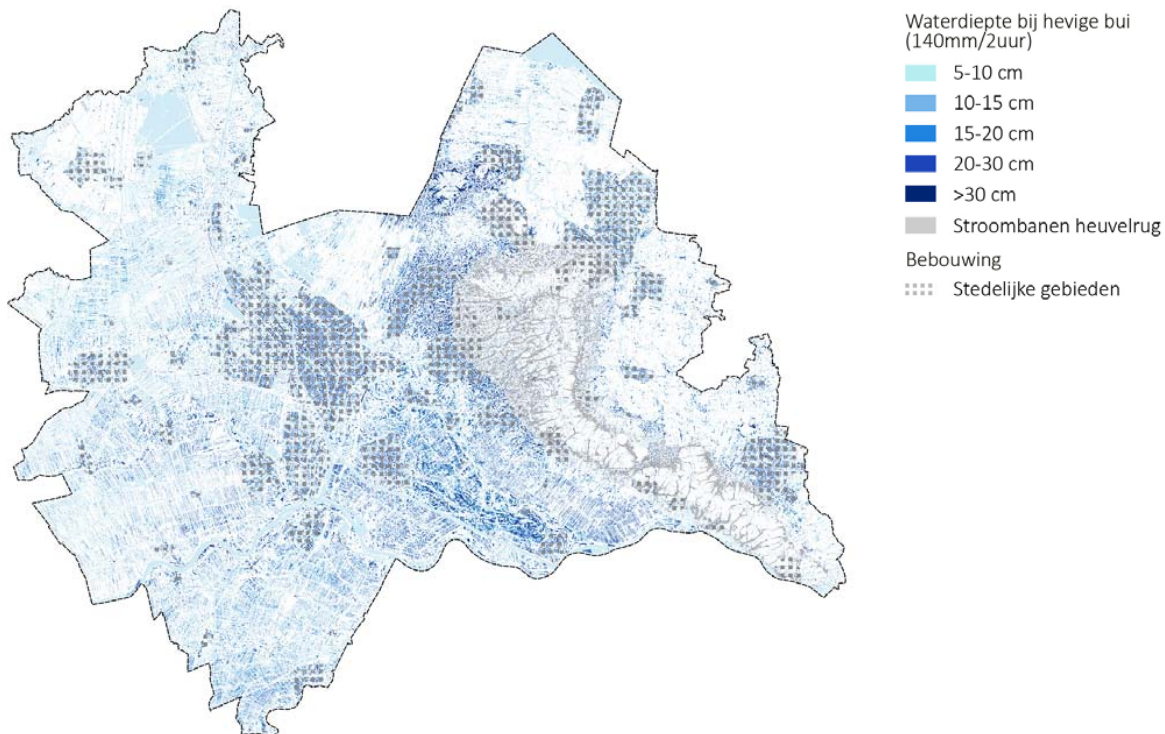 Waterdiepte bij hevige bui
(140mm/2uur)
5-10 cm
10-15 cm
15-20 cm
20-30 cm
>30 cm
Stroombanen heuvelrug
Bebouwing
Stedelijke gebieden